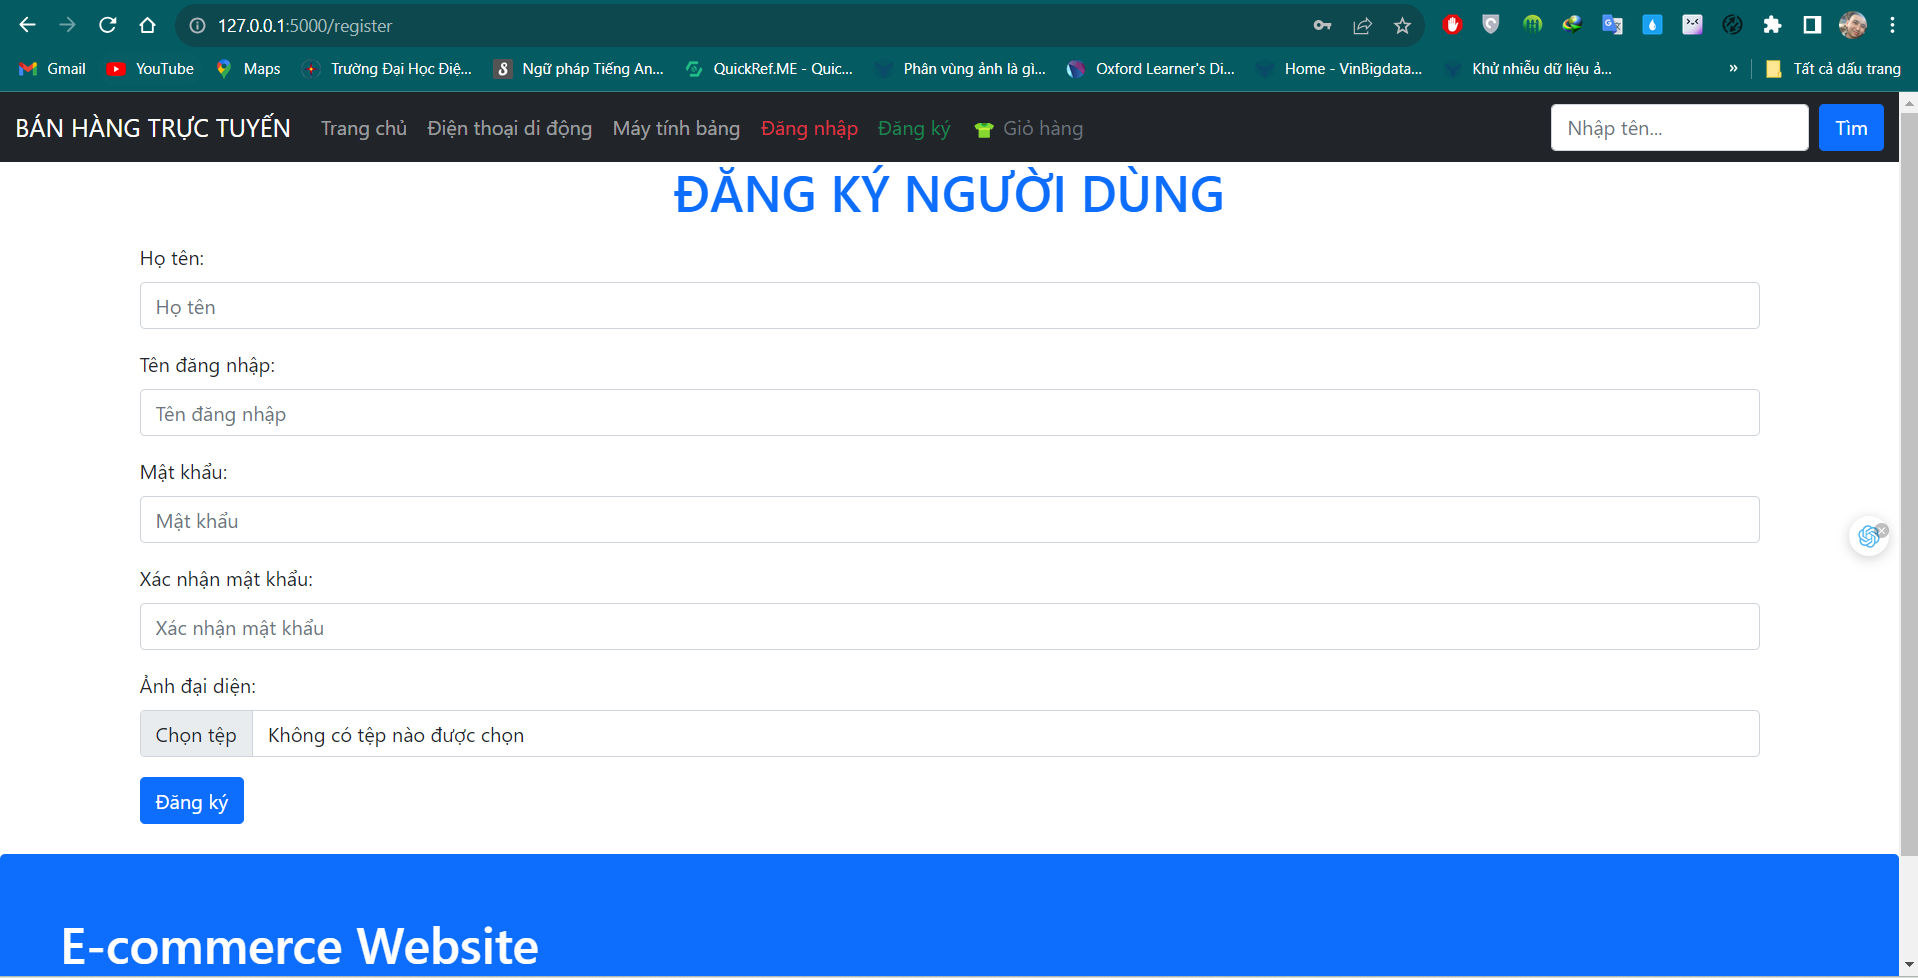 127.0.0.1:5000/register
Gmail YouTube Maps Trường Đại Học Điệ... Ngữ pháp Tiếng An... QuickRef.ME - Quic... Phân vùng ảnh là gì... Oxford Learner's Di... Home - VinBigdata... Khử nhiễu dữ liệu ả... » Tất cả dấu trang
BÁN HÀNG TRỰC TUYẾN Trang chủ Điện thoại di động Máy tính bảng Đăng nhập Đăng ký Giỏ hàng Nhập tên... Tìm
ĐĂNG KÝ NGƯỜI DÙNG
Họ tên:
Họ tên
Tên đăng nhập:
Tên đăng nhập
Mật khẩu:
Mật khẩu
Xác nhận mật khẩu:
Xác nhận mật khẩu
Ảnh đại diện:
Chọn tệp Không có tệp nào được chọn
Đăng ký
E-commerce Website